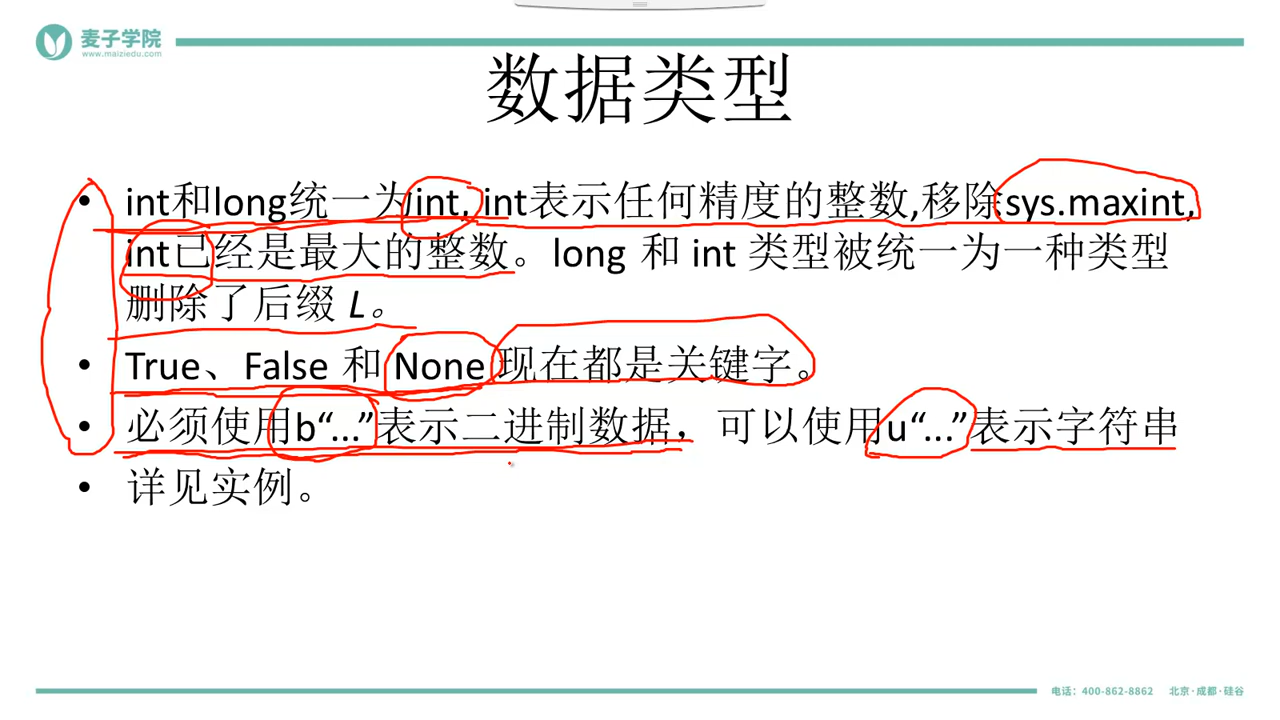 麦子学院
www.maiziedu.com
数据类型
• int和long统一为int, int表示任何精度的整数,移除sys.maxint,
int已经是最大的整数。long 和 int 类型被统一为一种类型
删除了后缀 L。
• True、False 和 None 现在都是关键字。
• 必须使用b“...”表示二进制数据，可以使用u“...”表示字符串
• 详见实例。
电话：400-862-8862 北京·成都·硅谷